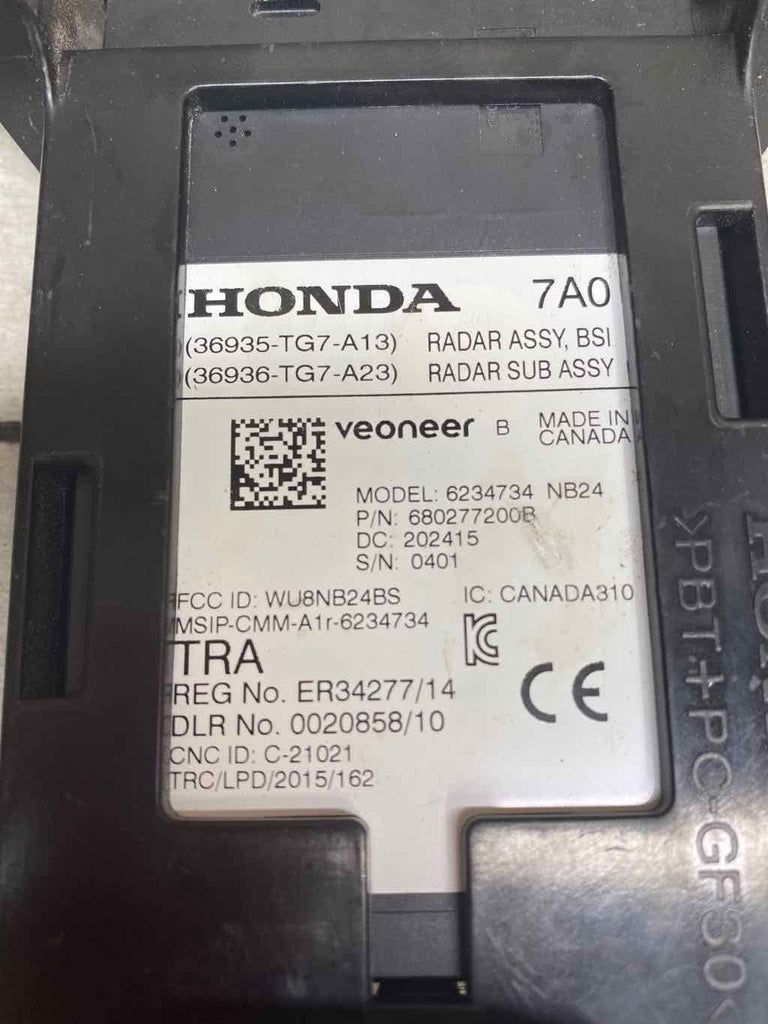 HONDA 7A0
(36935-TG7-A13) RADAR ASSY, BSI
(36936-TG7-A23) RADAR SUB ASSY
veoneer B MADE IN
CANADA
MODEL: 6234734 NB24
P/N: 680277200B
DC: 202415
S/N: 0401
FCC ID: WU8NB24BS IC: CANADA310
MSIP-CMM-A1r-6234734
TRA
REG No. ER34277/14
DLR No. 0020858/10
CE
CNC ID: C-21021
TRC/LPD/2015/162
>PBT+PC-GF30<